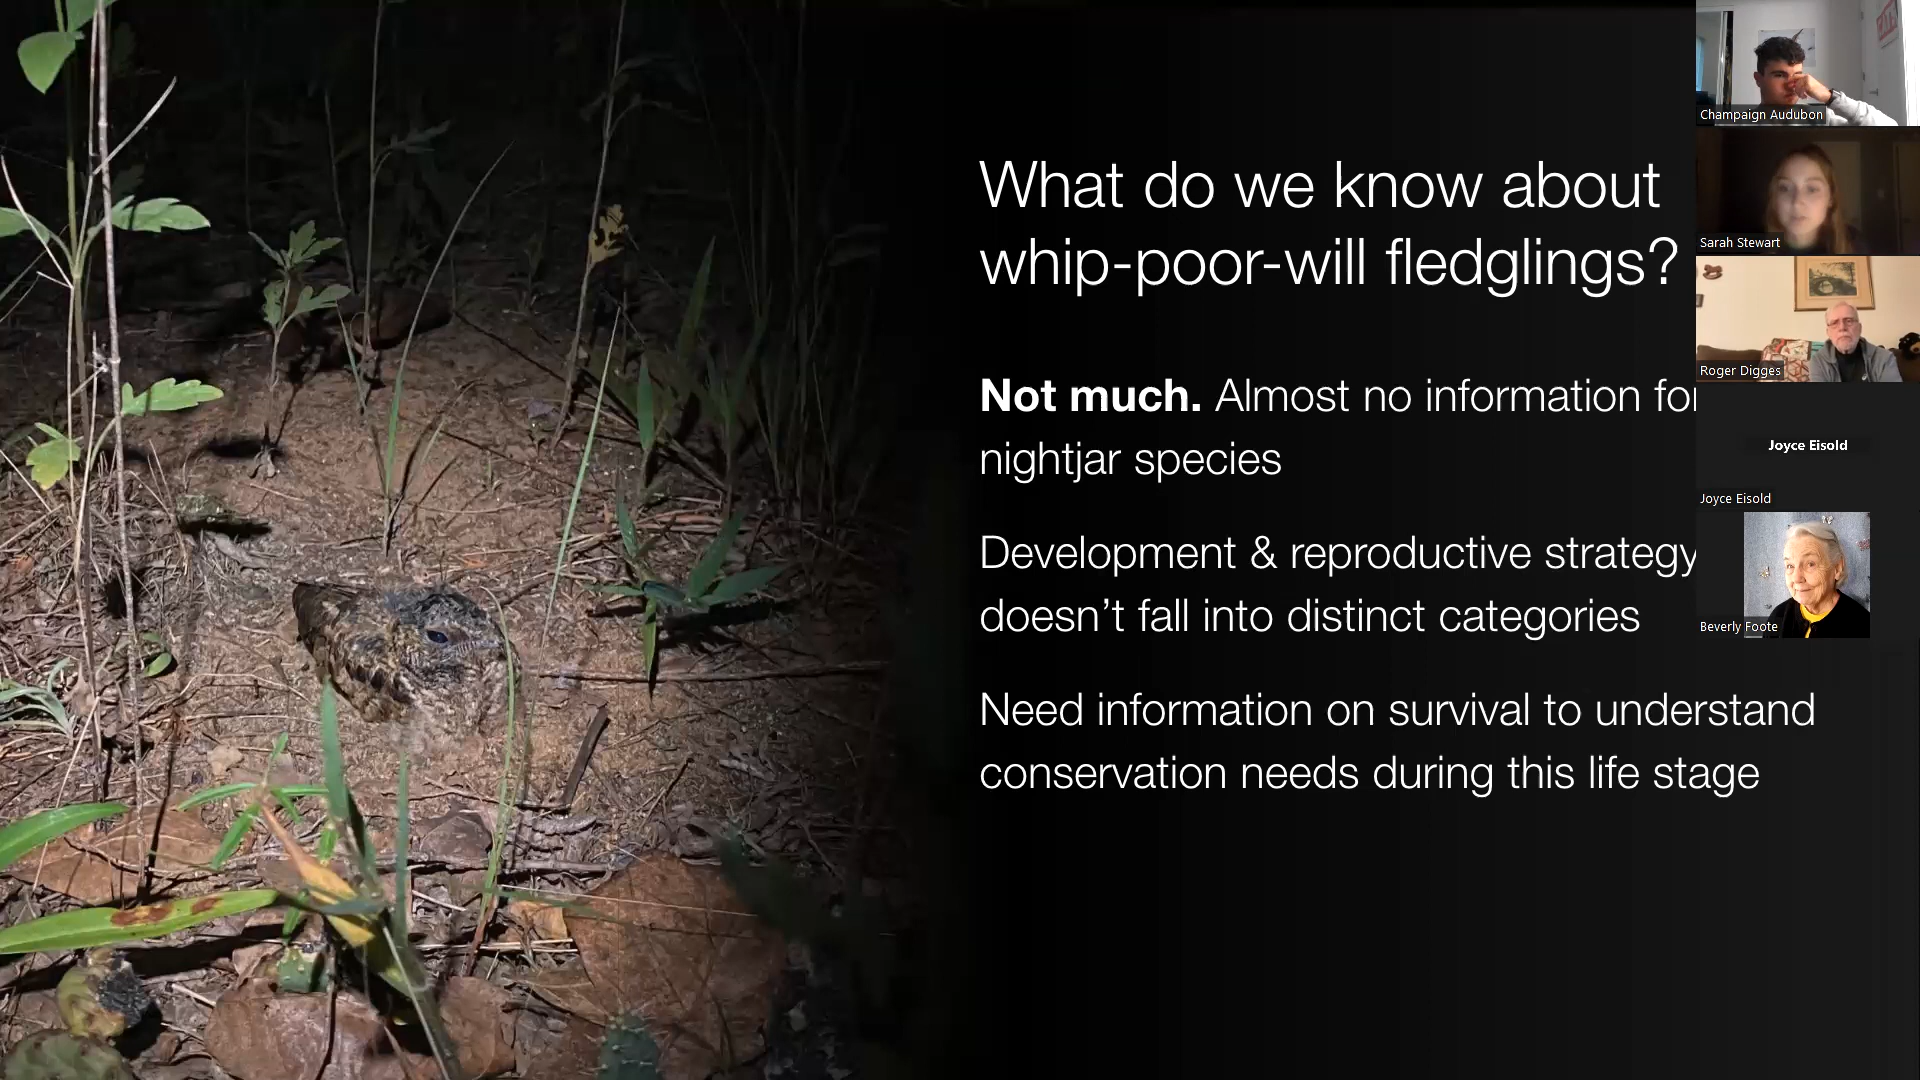 What do we know about
whip-poor-will fledglings?
Not much. Almost no information for
nightjar species
Development & reproductive strategy
doesn't fall into distinct categories
Need information on survival to understand
conservation needs during this life stage
Champaign Audubon
Sarah Stewart
Roger Digges
Joyce Eisold
Joyce Eisold
Beverly Foote